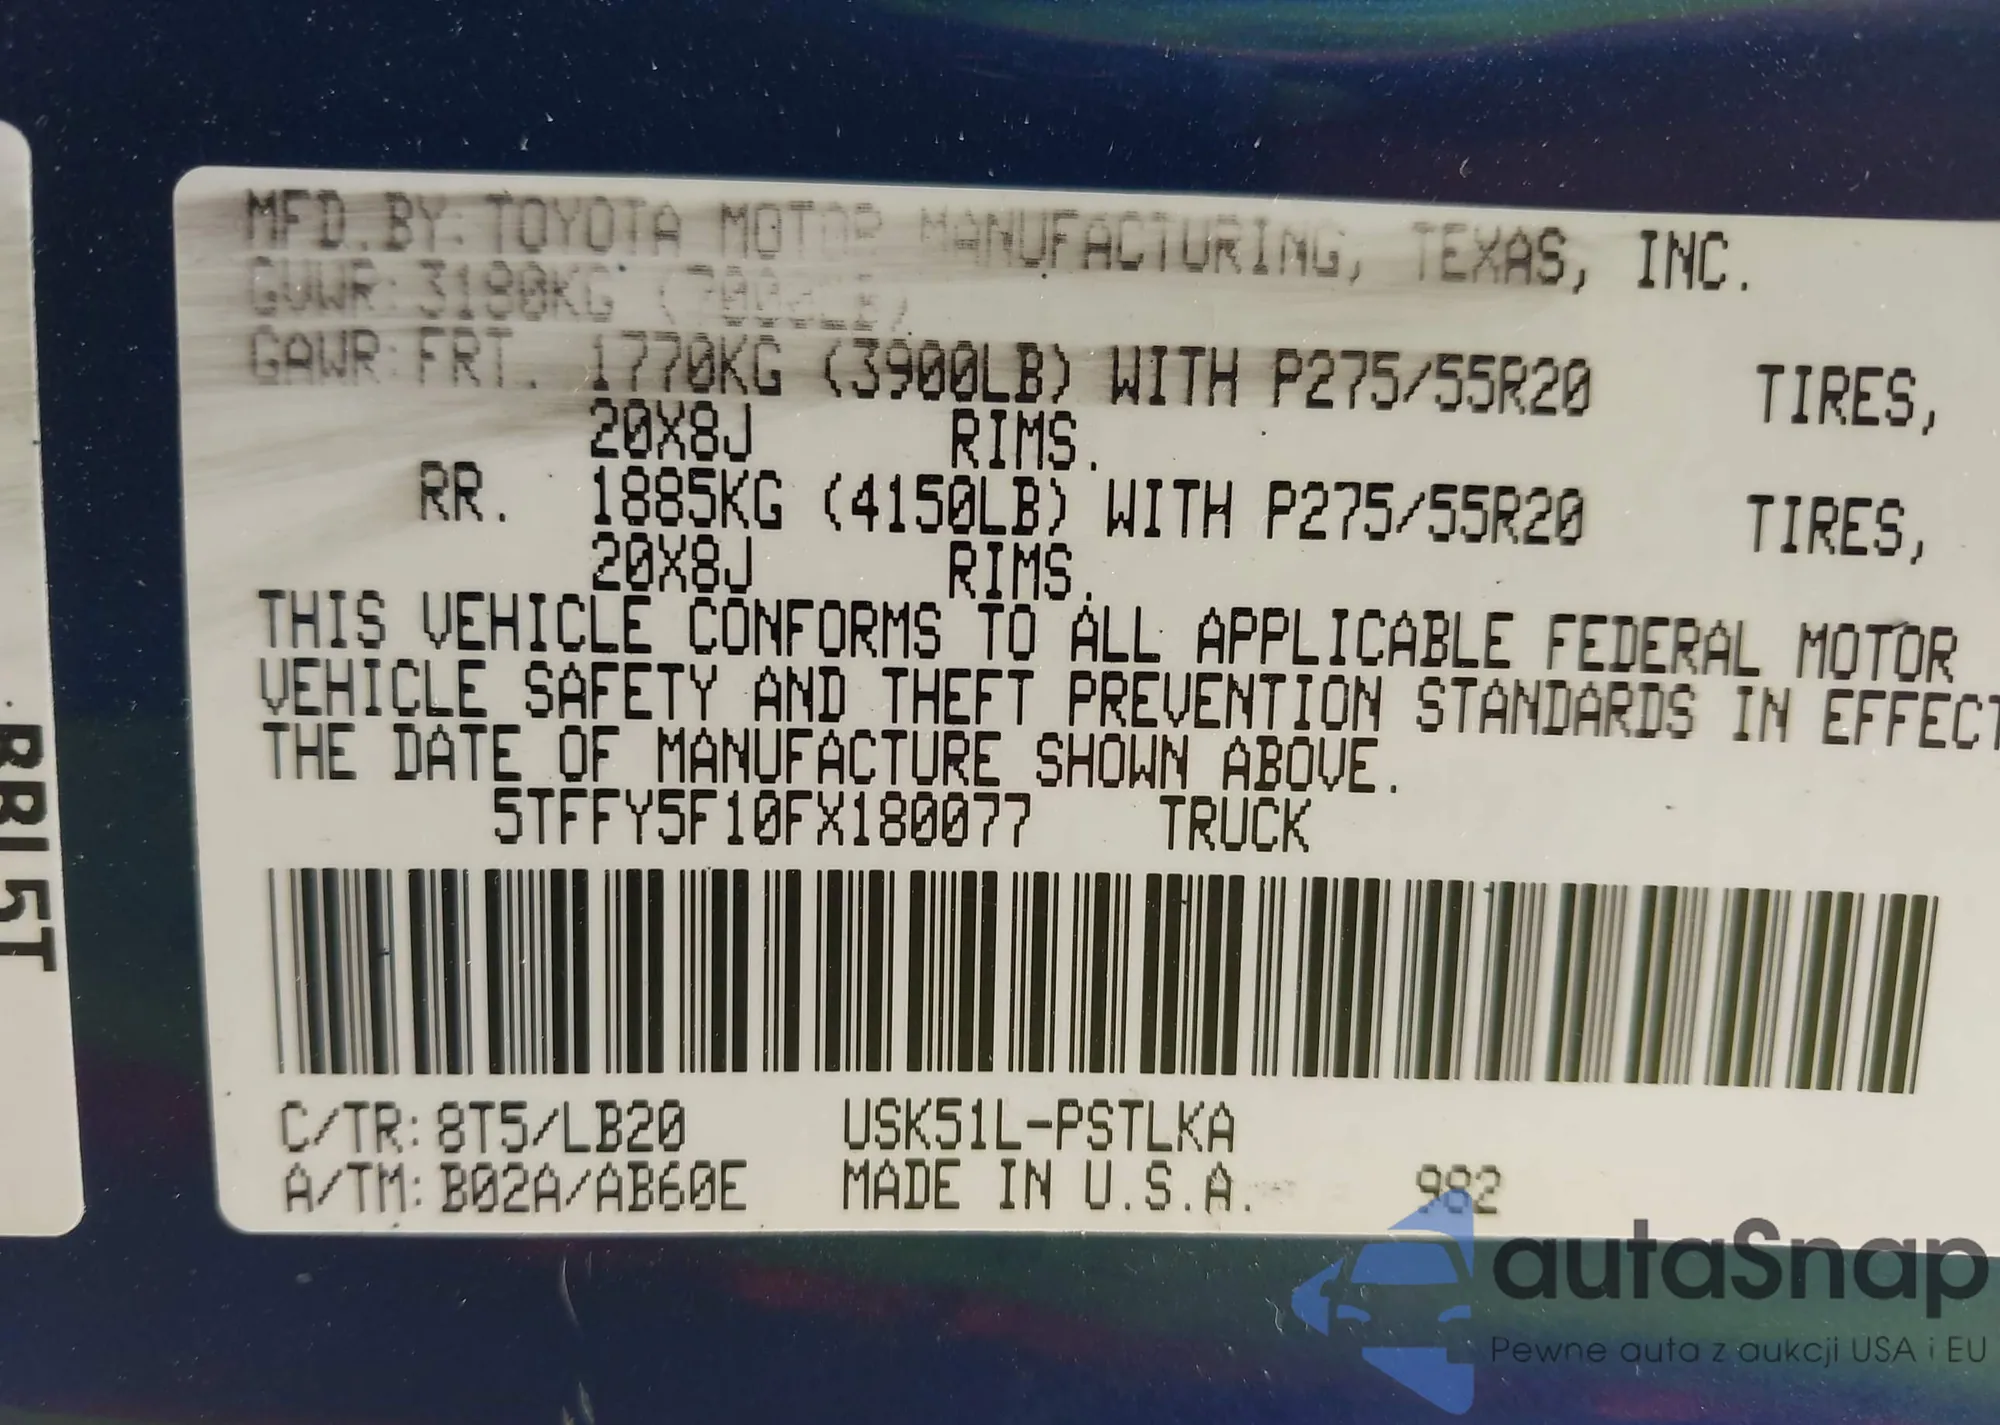 MFD. BY: TOYOTA MOTOR MANUFACTURING, TEXAS, INC.
GVWR: 3180KG (7000LB)
GAWR: FRT. 1770KG (3900LB) WITH P275/55R20 TIRES,
20X8J RIMS.
RR. 1885KG (4150LB) WITH P275/55R20 TIRES,
20X8J RIMS.
THIS VEHICLE CONFORMS TO ALL APPLICABLE FEDERAL MOTOR
VEHICLE SAFETY AND THEFT PREVENTION STANDARDS IN EFFECT
THE DATE OF MANUFACTURE SHOWN ABOVE.
5TFFY5F10FX180077 TRUCK
C/TR: 8T5/LB20 USK51L-PSTLKA
A/TM: B02A/AB60E MADE IN U.S.A. 982
autaSnap
Pewne auta z aukcji USA i EU